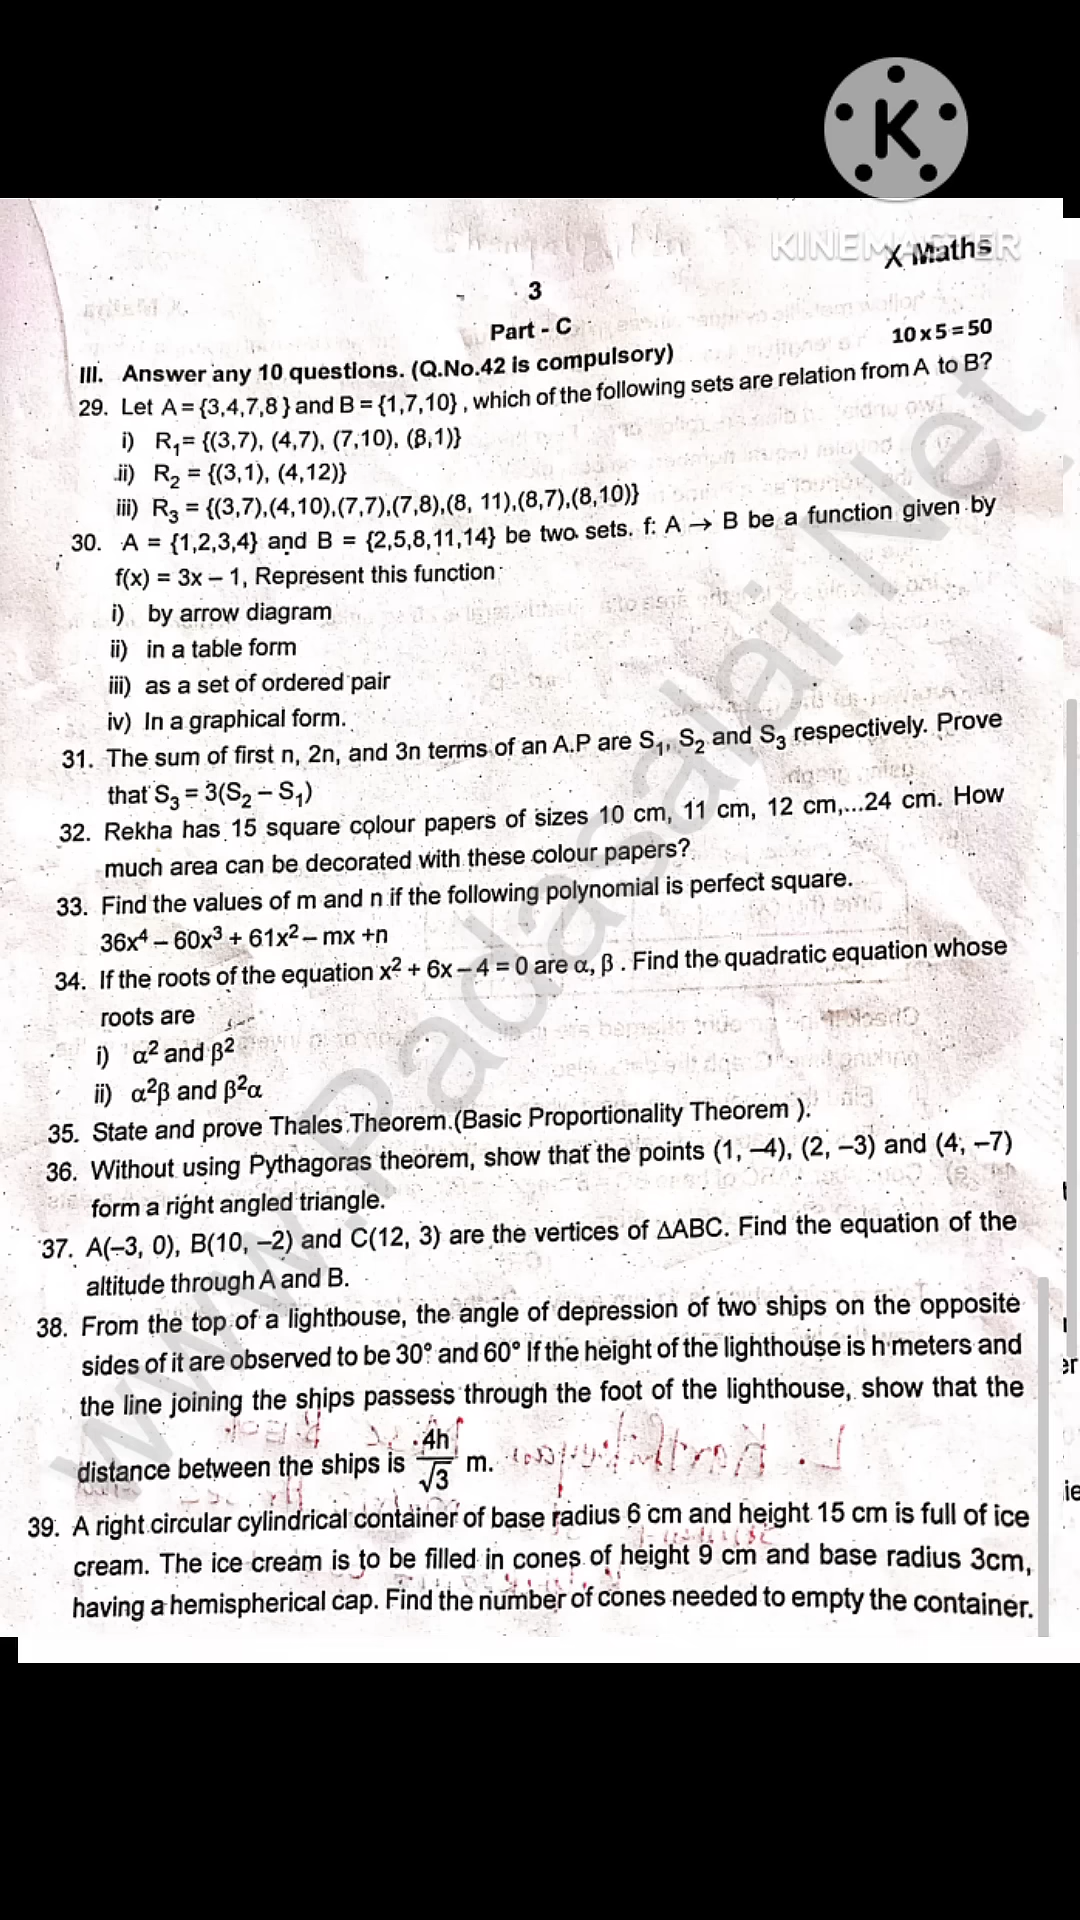 K
KINEMASTER
X Maths
3
Part - C
10 x 5 = 50
III. Answer any 10 questions. (Q.No.42 is compulsory)
29. Let A = {3,4,7,8 } and B = {1,7,10} , which of the following sets are relation from A to B?
i) R₁= {(3,7), (4,7), (7,10), (8,1)}
ii) R₂ = {(3,1), (4,12)}
iii) R₃ = {(3,7),(4,10),(7,7),(7,8),(8, 11),(8,7),(8,10)}
30. A = {1,2,3,4} and B = {2,5,8,11,14} be two sets. f: A → B be a function given by
f(x) = 3x – 1, Represent this function
i) by arrow diagram
ii) in a table form
iii) as a set of ordered pair
iv) In a graphical form.
31. The sum of first n, 2n, and 3n terms of an A.P are S₁, S₂ and S₃ respectively. Prove
that S₃ = 3(S₂ – S₁)
32. Rekha has 15 square colour papers of sizes 10 cm, 11 cm, 12 cm,...24 cm. How
much area can be decorated with these colour papers?
33. Find the values of m and n if the following polynomial is perfect square.
36x⁴ – 60x³ + 61x² – mx +n
34. If the roots of the equation x² + 6x – 4 = 0 are α, β . Find the quadratic equation whose
roots are
i) α² and β²
ii) α²β and β²α
35. State and prove Thales Theorem.(Basic Proportionality Theorem ).
36. Without using Pythagoras theorem, show that the points (1, –4), (2, –3) and (4, –7)
form a right angled triangle.
37. A(–3, 0), B(10, –2) and C(12, 3) are the vertices of ΔABC. Find the equation of the
altitude through A and B.
38. From the top of a lighthouse, the angle of depression of two ships on the opposite
sides of it are observed to be 30° and 60° If the height of the lighthouse is h meters and
the line joining the ships passess through the foot of the lighthouse, show that the
distance between the ships is 4h/√3 m.
39. A right circular cylindrical container of base radius 6 cm and height 15 cm is full of ice
cream. The ice cream is to be filled in cones of height 9 cm and base radius 3cm,
having a hemispherical cap. Find the number of cones needed to empty the container.
www.Padasalai.Net